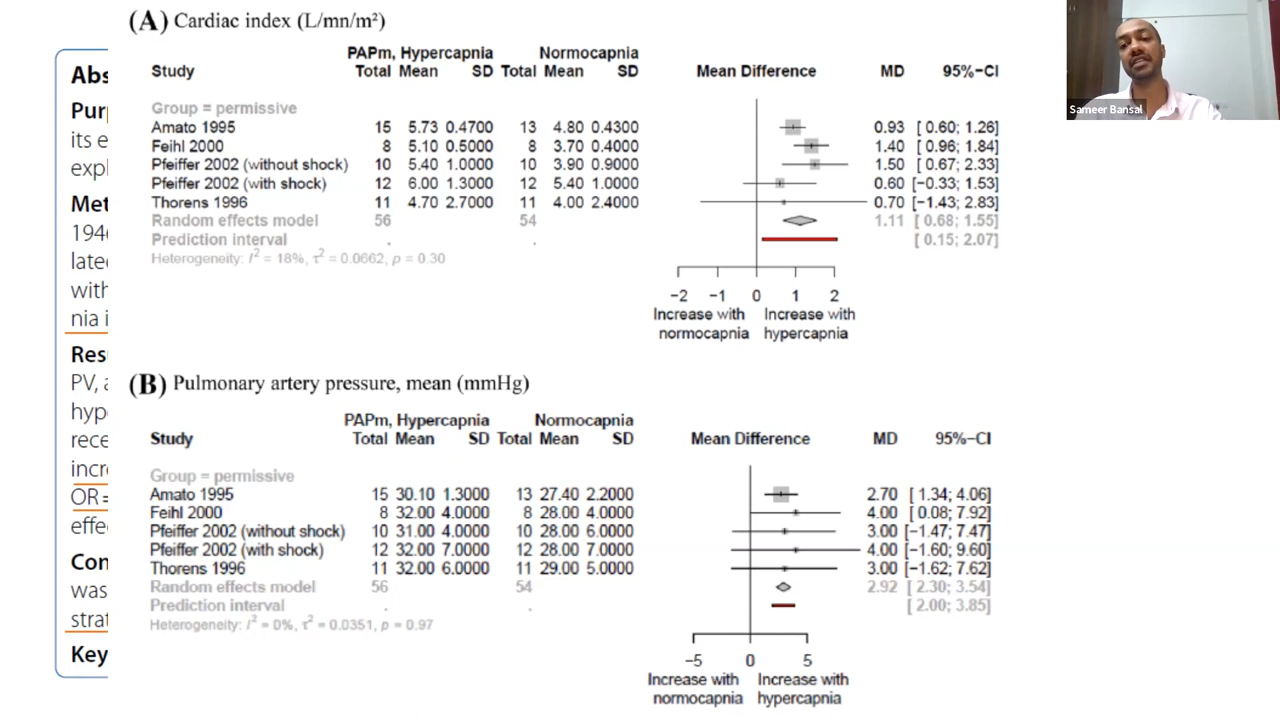 (A) Cardiac index (L/mn/m²)
PAPm, Hypercapnia Normocapnia
Study Total Mean SD Total Mean SD Mean Difference MD 95%−CI
Group = permissive
Amato 1995 15 5.73 0.4700 13 4.80 0.4300 0.93 [0.60; 1.26]
Feihl 2000 8 5.10 0.5000 8 3.70 0.4000 1.40 [0.96; 1.84]
Pfeiffer 2002 (without shock) 10 5.40 1.0000 10 3.90 0.9000 1.50 [0.67; 2.33]
Pfeiffer 2002 (with shock) 12 6.00 1.3000 12 5.40 1.0000 0.60 [−0.33; 1.53]
Thorens 1996 11 4.70 2.7000 11 4.00 2.4000 0.70 [−1.43; 2.83]
Random effects model 56 54 1.11 [0.68; 1.55]
Prediction interval . . [0.15; 2.07]
Heterogeneity: I² = 18%, τ² = 0.0662, p = 0.30
−2 −1 0 1 2
Increase with Increase with
normocapnia hypercapnia
(B) Pulmonary artery pressure, mean (mmHg)
PAPm, Hypercapnia Normocapnia
Study Total Mean SD Total Mean SD Mean Difference MD 95%−CI
Group = permissive
Amato 1995 15 30.10 1.3000 13 27.40 2.2000 2.70 [1.34; 4.06]
Feihl 2000 8 32.00 4.0000 8 28.00 4.0000 4.00 [0.08; 7.92]
Pfeiffer 2002 (without shock) 10 31.00 4.0000 10 28.00 6.0000 3.00 [−1.47; 7.47]
Pfeiffer 2002 (with shock) 12 32.00 7.0000 12 28.00 7.0000 4.00 [−1.60; 9.60]
Thorens 1996 11 32.00 6.0000 11 29.00 5.0000 3.00 [−1.62; 7.62]
Random effects model 56 54 2.92 [2.30; 3.54]
Prediction interval . . [2.00; 3.85]
Heterogeneity: I² = 0%, τ² = 0.0351, p = 0.97
−5 0 5
Increase with Increase with
normocapnia hypercapnia
Abs
Pur
its e
expl
Met
194
late
with
nia i
Res
PV, a
hyp
rece
incr
OR=
effe
Con
was
strat
Key
Sameer Bansal